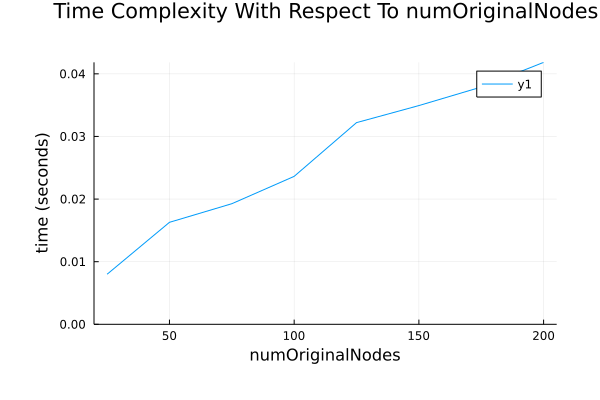 Time Complexity With Respect To numOriginalNodes
0.04
y1
0.03
0.02
0.01
0.00
time (seconds)
50 100 150 200
numOriginalNodes